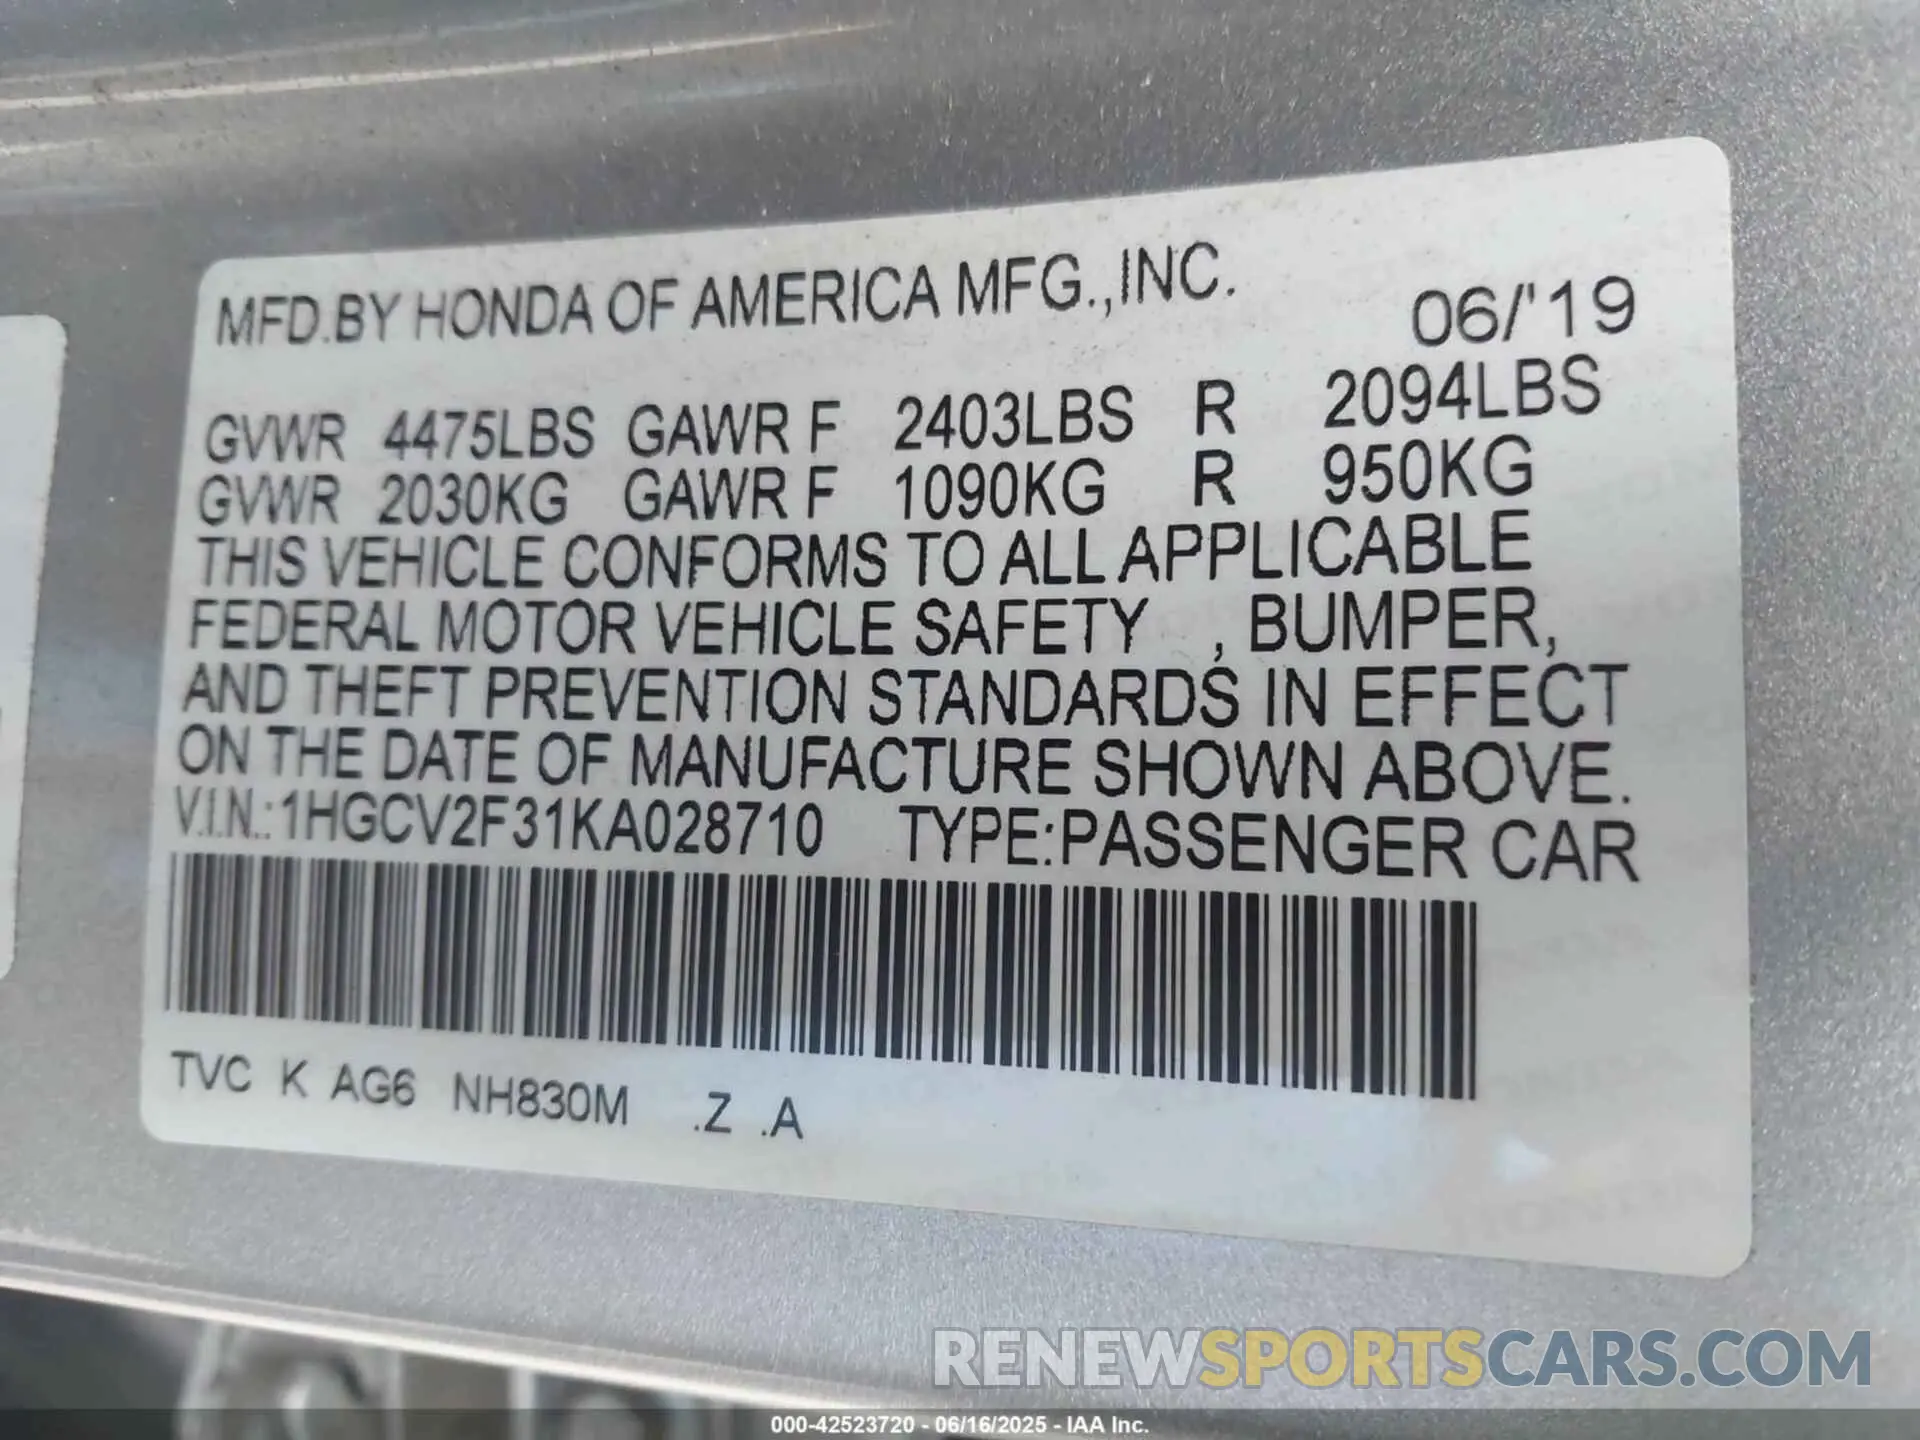 MFD.BY HONDA OF AMERICA MFG.,INC. 06/'19
GVWR 4475LBS GAWR F 2403LBS R 2094LBS
GVWR 2030KG GAWR F 1090KG R 950KG
THIS VEHICLE CONFORMS TO ALL APPLICABLE
FEDERAL MOTOR VEHICLE SAFETY , BUMPER,
AND THEFT PREVENTION STANDARDS IN EFFECT
ON THE DATE OF MANUFACTURE SHOWN ABOVE.
V.I.N.:1HGCV2F31KA028710 TYPE:PASSENGER CAR
TVC K AG6 NH830M .Z .A
RENEWSPORTSCARS.COM
000-42523720 - 06/16/2025 - IAA Inc.